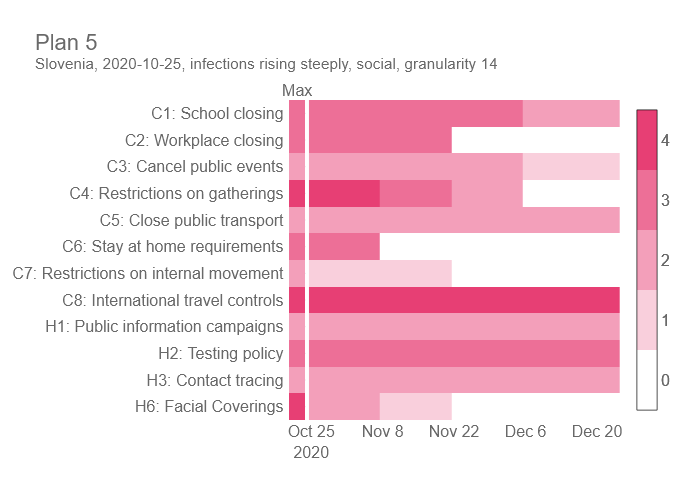 Plan 5
Slovenia, 2020-10-25, infections rising steeply, social, granularity 14
Max
C1: School closing
C2: Workplace closing
C3: Cancel public events
C4: Restrictions on gatherings
C5: Close public transport
C6: Stay at home requirements
C7: Restrictions on internal movement
C8: International travel controls
H1: Public information campaigns
H2: Testing policy
H3: Contact tracing
H6: Facial Coverings
Oct 25 Nov 8 Nov 22 Dec 6 Dec 20
2020
4
3
2
1
0